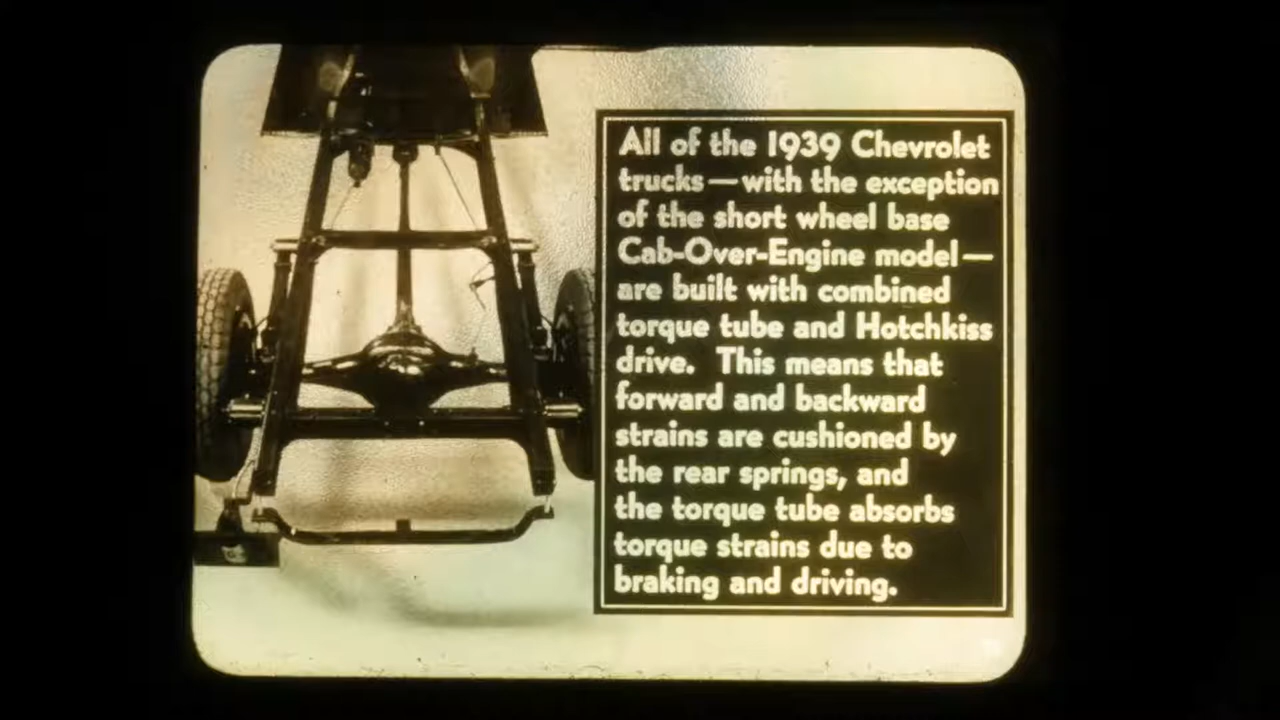 All of the 1939 Chevrolet
trucks—with the exception
of the short wheel base
Cab-Over-Engine model—
are built with combined
torque tube and Hotchkiss
drive. This means that
forward and backward
strains are cushioned by
the rear springs, and
the torque tube absorbs
torque strains due to
braking and driving.